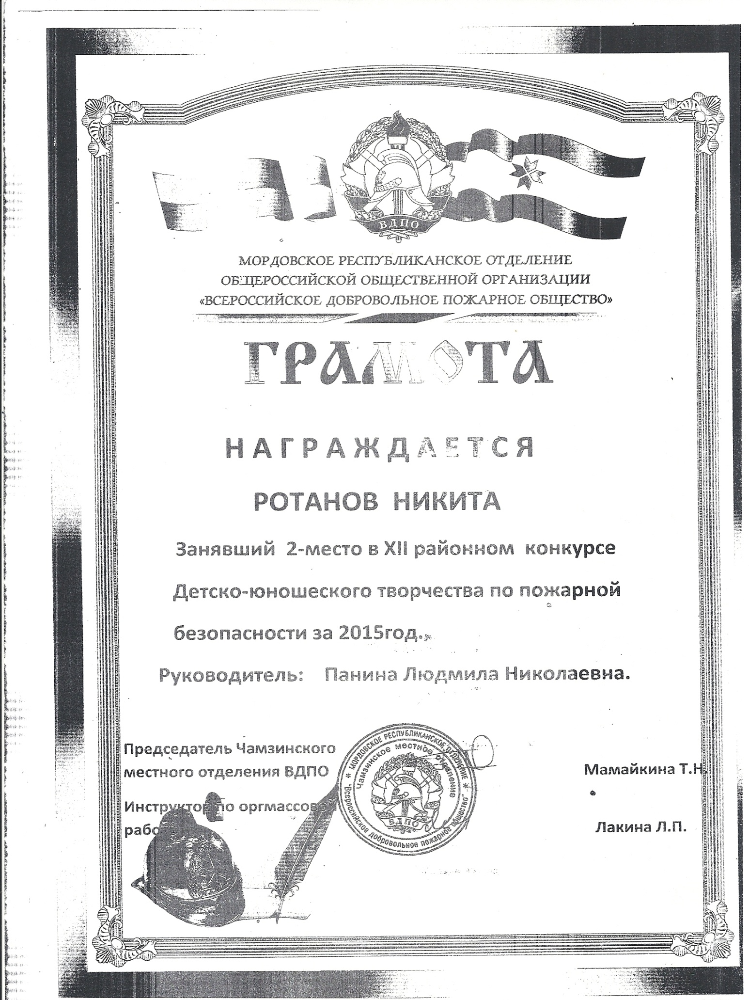 ВДПО
МОРДОВСКОЕ РЕСПУБЛИКАНСКОЕ ОТДЕЛЕНИЕ
ОБЩЕРОССИЙСКОЙ ОБЩЕСТВЕННОЙ ОРГАНИЗАЦИИ
«ВСЕРОССИЙСКОЕ ДОБРОВОЛЬНОЕ ПОЖАРНОЕ ОБЩЕСТВО»
ГРАМОТА
НАГРАЖДАЕТСЯ
РОТАНОВ НИКИТА
Занявший 2-место в XII районном конкурсе
Детско-юношеского творчества по пожарной
безопасности за 2015год.
Руководитель: Панина Людмила Николаевна.
Председатель Чамзинского
местного отделения ВДПО
Мамайкина Т.Н.
Инструктор по оргмассовой
рабо
Лакина Л.П.
* МОРДОВСКОЕ РЕСПУБЛИКАНСКОЕ ОТДЕЛЕНИЕ *
"Всероссийское добровольное пожарное общество"
Чамзинское местное отделение
ВДПО